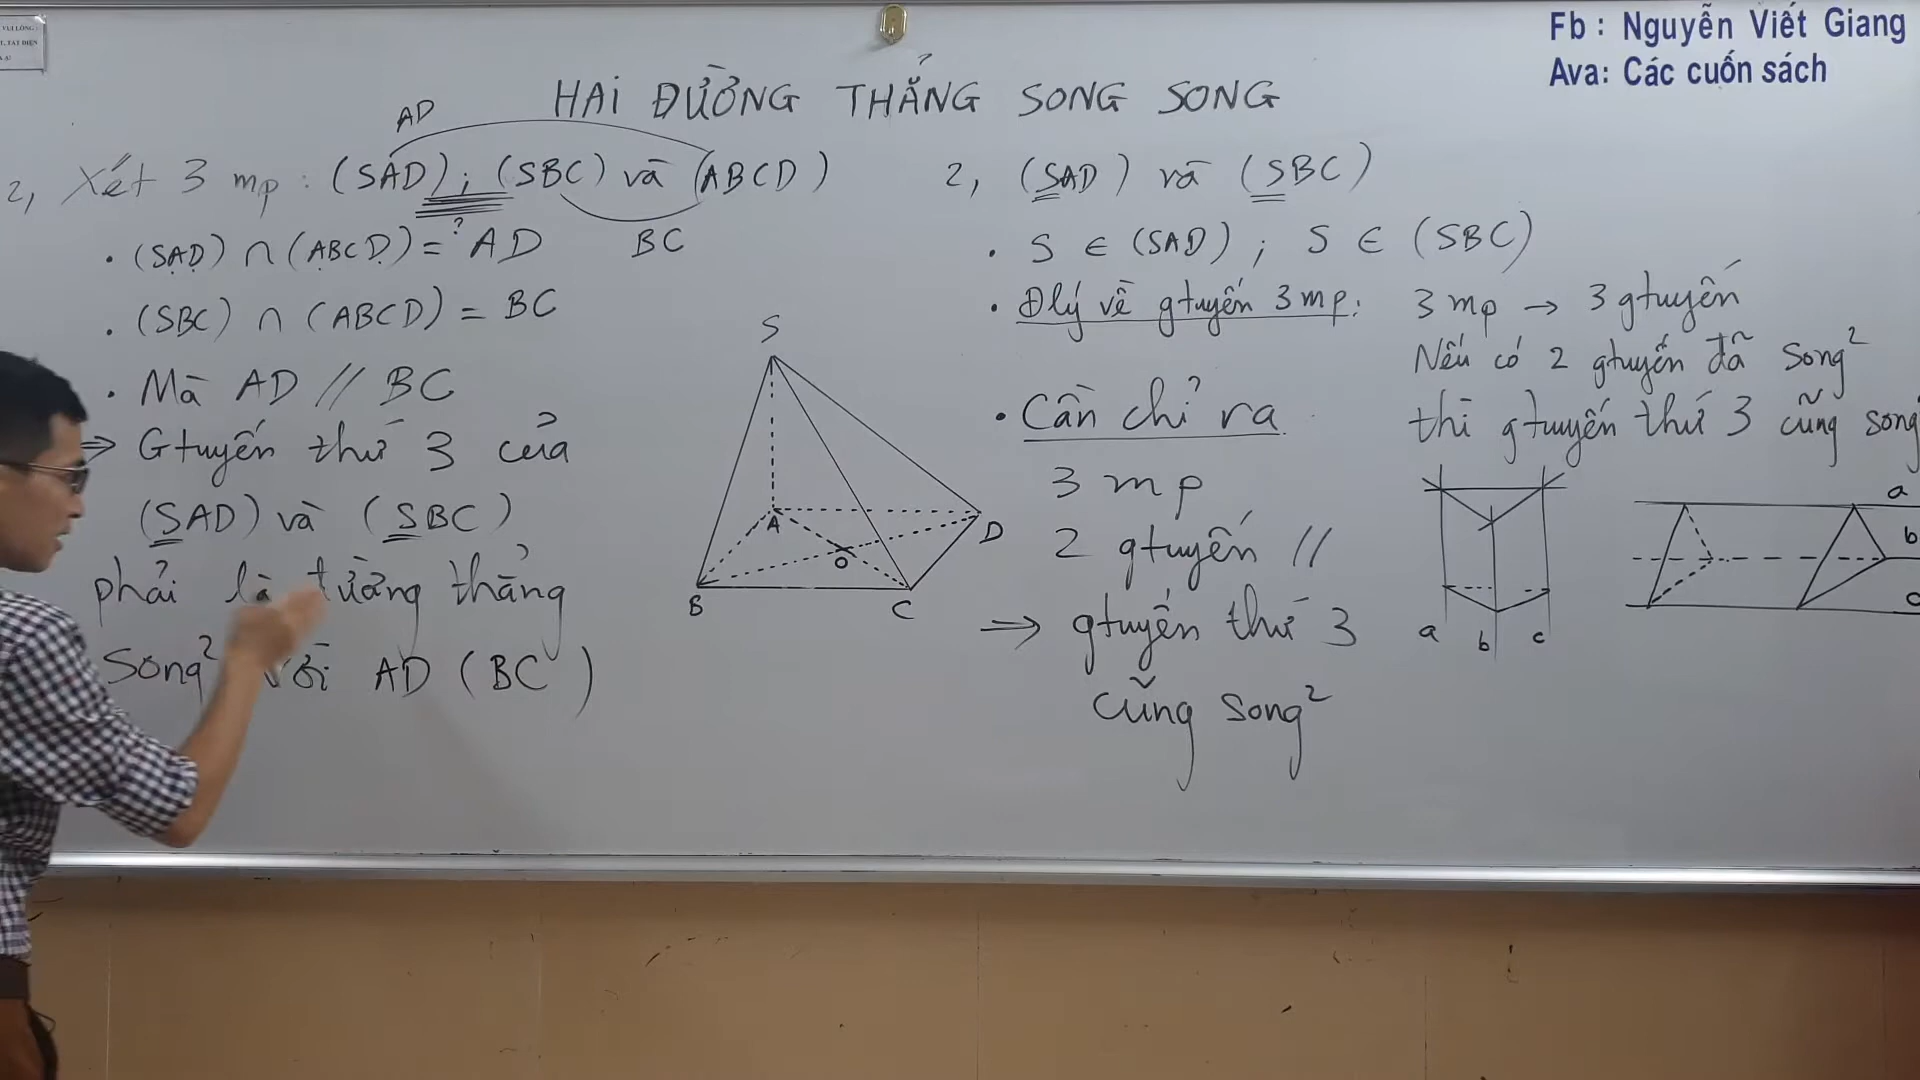 VUI LÒNG
T, TẮT ĐIỆN
Fb : Nguyễn Viết Giang
Ava: Các cuốn sách
HAI ĐƯỜNG THẲNG SONG SONG
AD
2, Xét 3 mp : (SAD) ; (SBC) và (ABCD)
BC
. (SAD) ∩ (ABCD) = ? AD
. (SBC) ∩ (ABCD) = BC
. Mà AD // BC
⇒ Gtuyến thứ 3 của
(SAD) và (SBC)
phải là đường thẳng
Song² với AD (BC)
S
A
B
C
D
O
2, (SAD) và (SBC)
. S ∈ (SAD) ; S ∈ (SBC)
. Đlý về gtuyến 3 mp : 3 mp → 3 gtuyến
Nếu có 2 gtuyến đã Song²
thì gtuyến thứ 3 cũng song
. Cần chỉ ra
3 mp
2 gtuyến //
⇒ gtuyến thứ 3
cũng song²
a b c
a
b
c